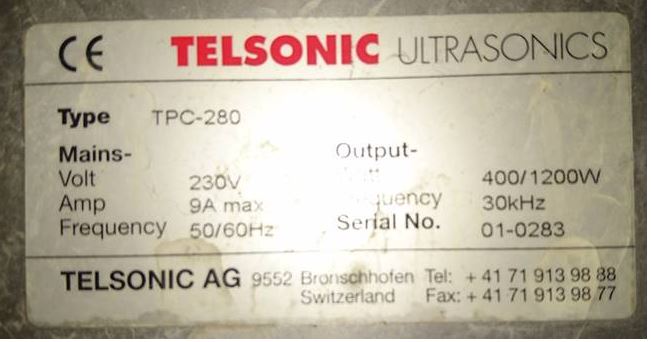 CE TELSONIC ULTRASONICS
Type TPC-280
Mains- Output-
Volt 230V 400/1200W
Amp 9A max 30kHz
Frequency 50/60Hz Serial No. 01-0283
TELSONIC AG 9552 Bronschhofen Tel: +41 71 913 98 88
Switzerland Fax: +41 71 913 98 77